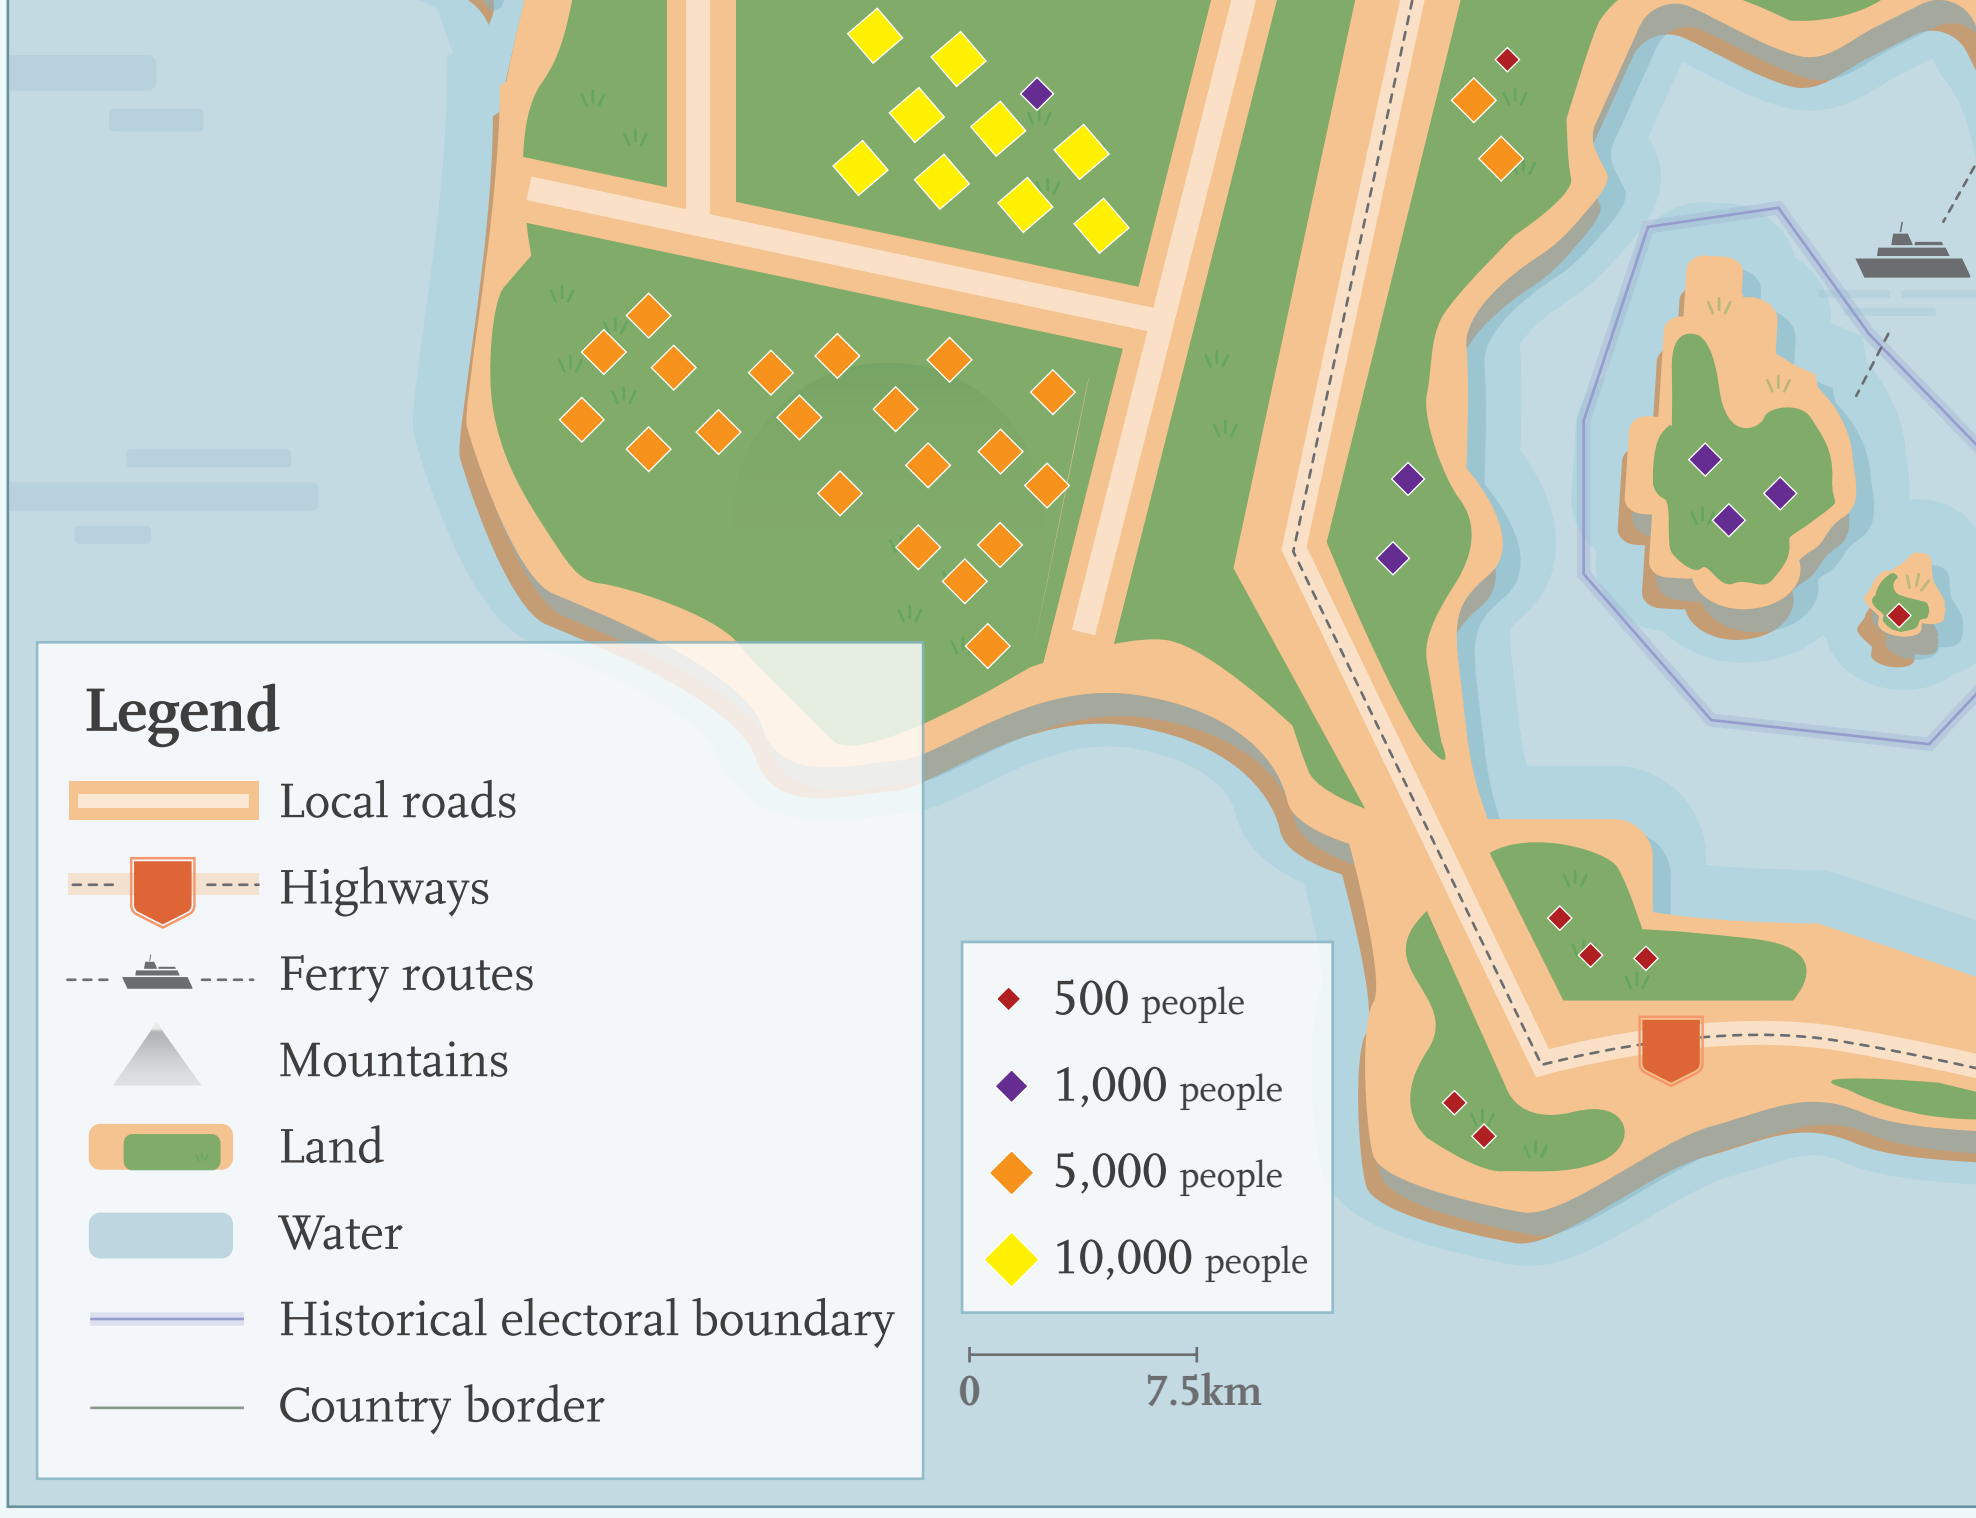 Legend
Local roads
Highways
Ferry routes
Mountains
Land
Water
Historical electoral boundary
Country border
500 people
1,000 people
5,000 people
10,000 people
0 7.5km